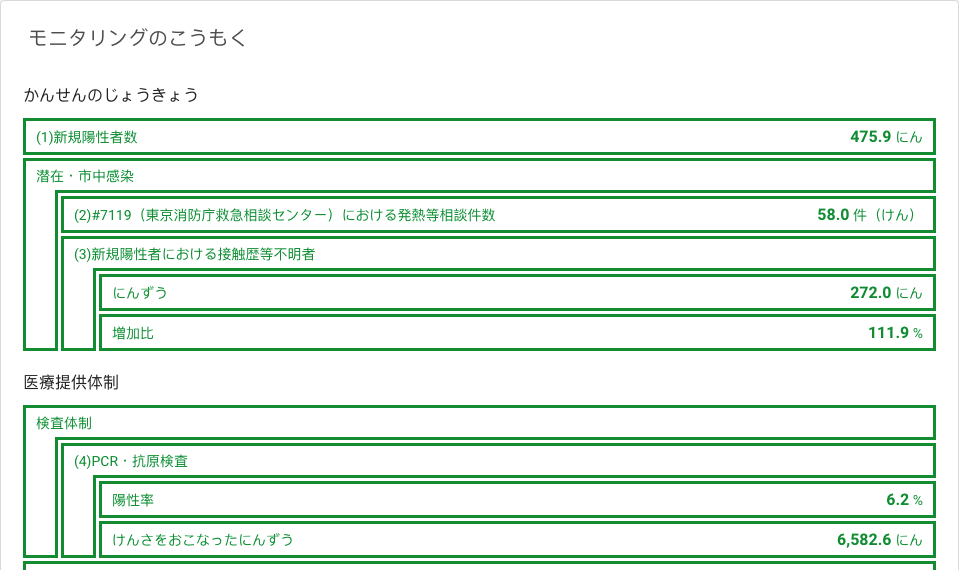 モニタリングのこうもく
かんせんのじょうきょう
(1)新規陽性者数 475.9 にん
潜在・市中感染
(2)#7119（東京消防庁救急相談センター）における発熱等相談件数 58.0 件（けん）
(3)新規陽性者における接触歴等不明者
にんずう 272.0 にん
増加比 111.9 %
医療提供体制
検査体制
(4)PCR・抗原検査
陽性率 6.2 %
けんさをおこなったにんずう 6,582.6 にん